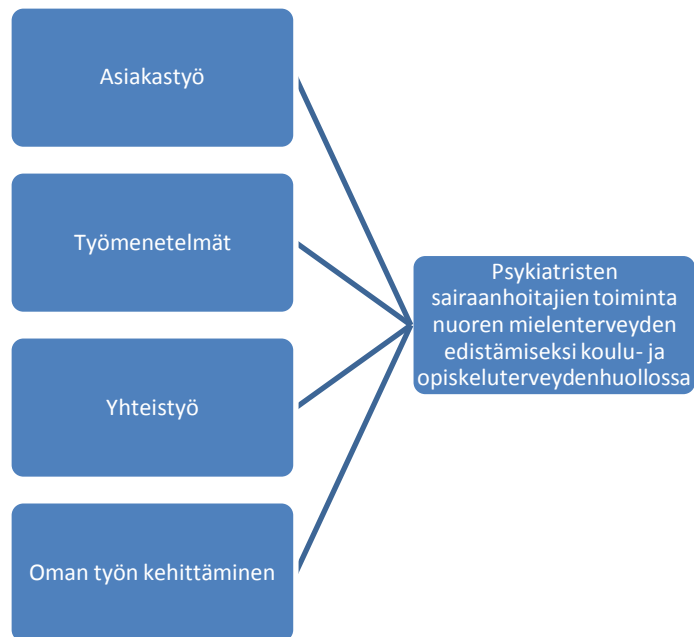 Asiakastyö
Työmenetelmät
Yhteistyö
Oman työn kehittäminen
Psykiatristen
sairaanhoitajien toiminta
nuoren mielenterveyden
edistämiseksi koulu- ja
opiskeluterveydenhuollossa